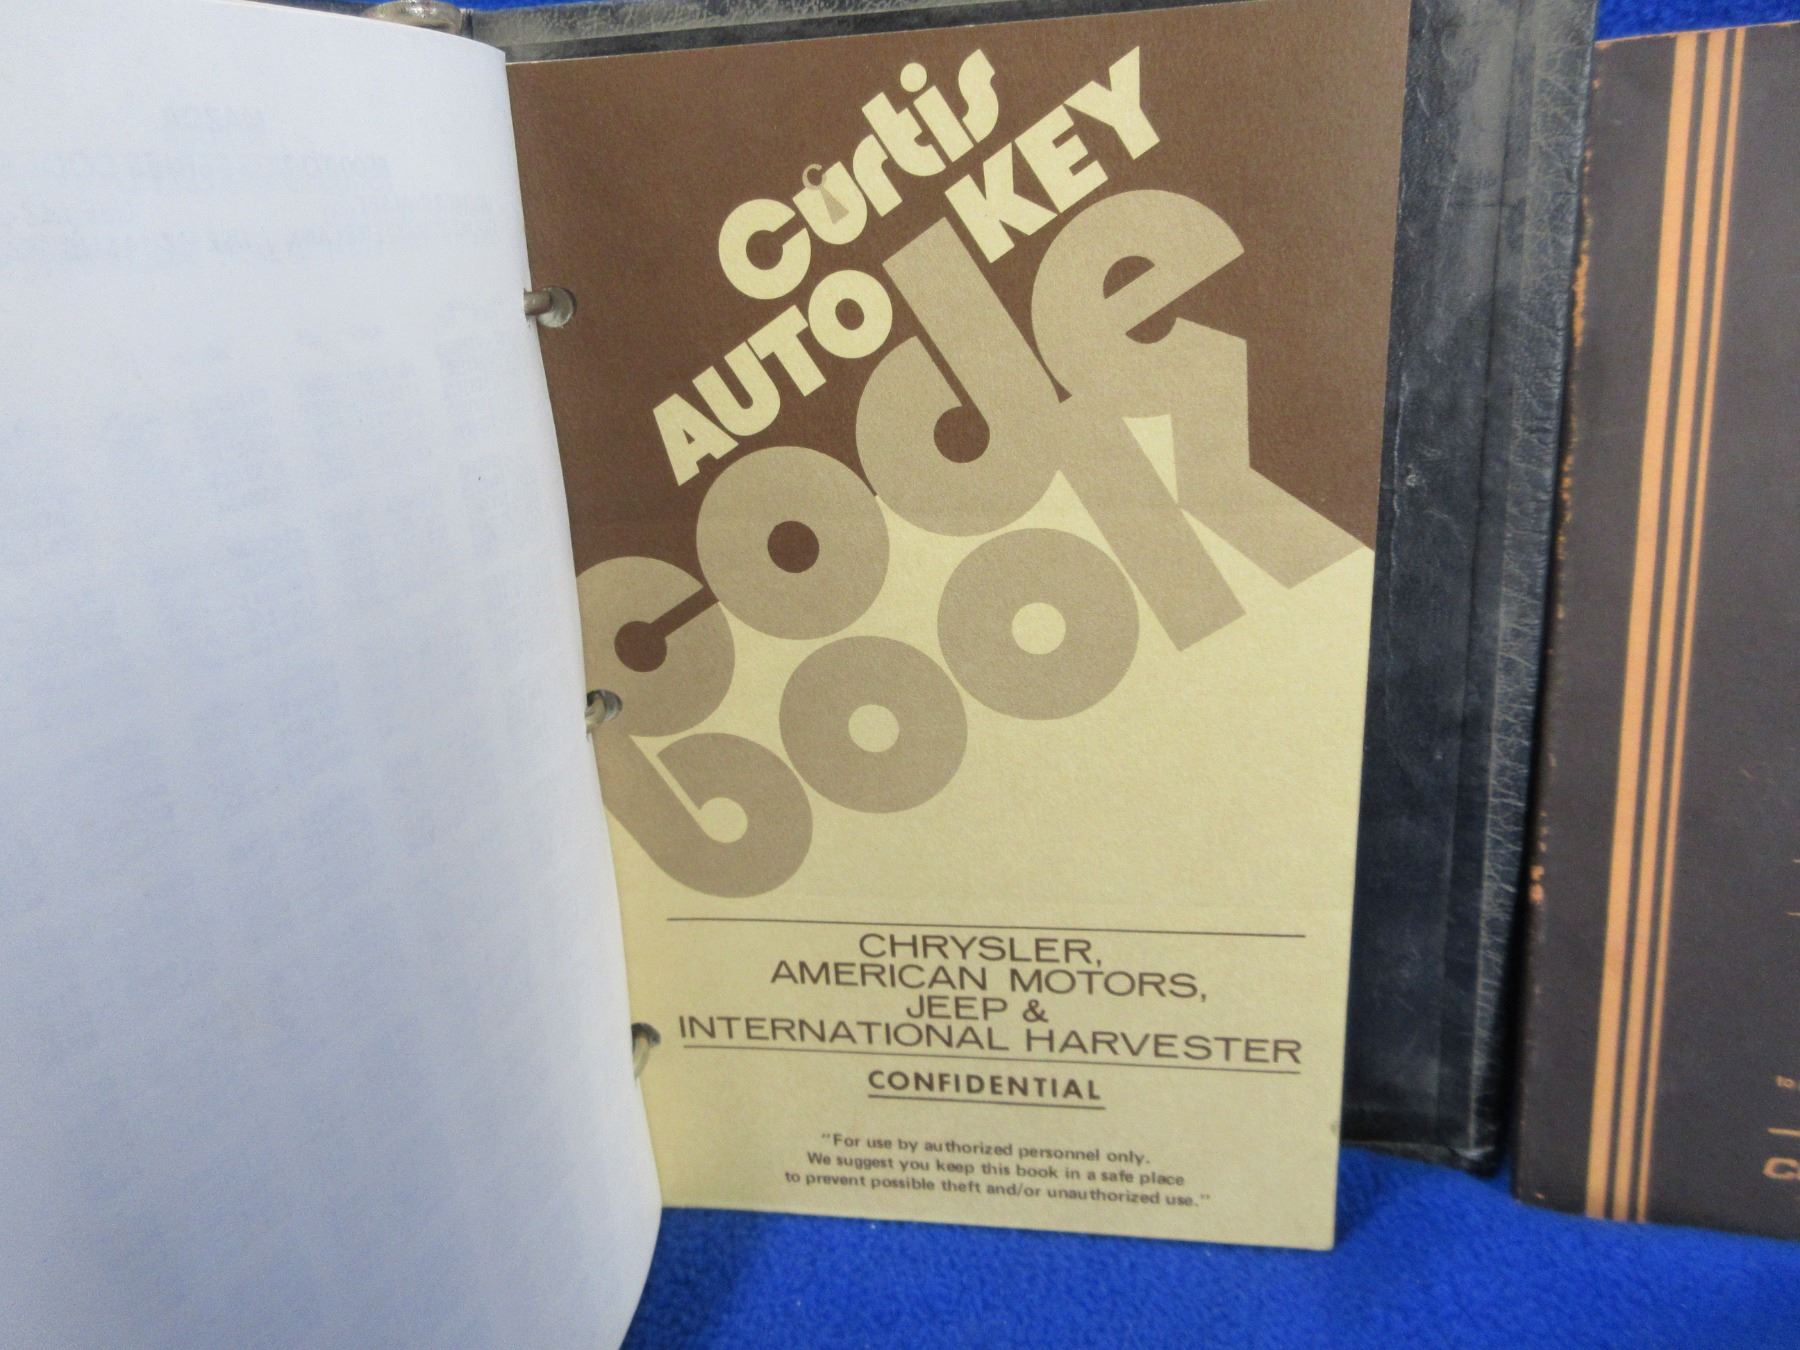 Curtis
AUTO KEY
code
book
CHRYSLER,
AMERICAN MOTORS,
JEEP &
INTERNATIONAL HARVESTER
CONFIDENTIAL
"For use by authorized personnel only.
We suggest you keep this book in a safe place
to prevent possible theft and/or unauthorized use."
to